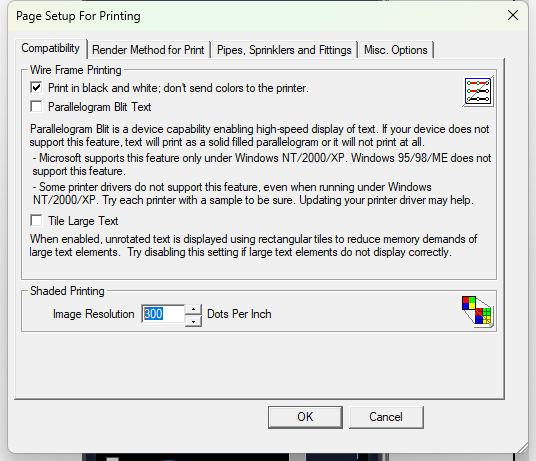 Page Setup For Printing
Compatibility
Render Method for Print
Pipes, Sprinklers and Fittings
Misc. Options
Wire Frame Printing
Print in black and white; don't send colors to the printer.
Parallelogram Blit Text
Parallelogram Blit is a device capability enabling high-speed display of text. If your device does not
support this feature, text will print as a solid filled parallelogram or it will not print at all.
- Microsoft supports this feature only under Windows NT/2000/XP. Windows 95/98/ME does not
support this feature.
- Some printer drivers do not support this feature, even when running under Windows
NT/2000/XP. Try each printer with a sample to be sure. Updating your printer driver may help.
Tile Large Text
When enabled, unrotated text is displayed using rectangular tiles to reduce memory demands of
large text elements. Try disabling this setting if large text elements do not display correctly.
Shaded Printing
Image Resolution 300 Dots Per Inch
OK
Cancel